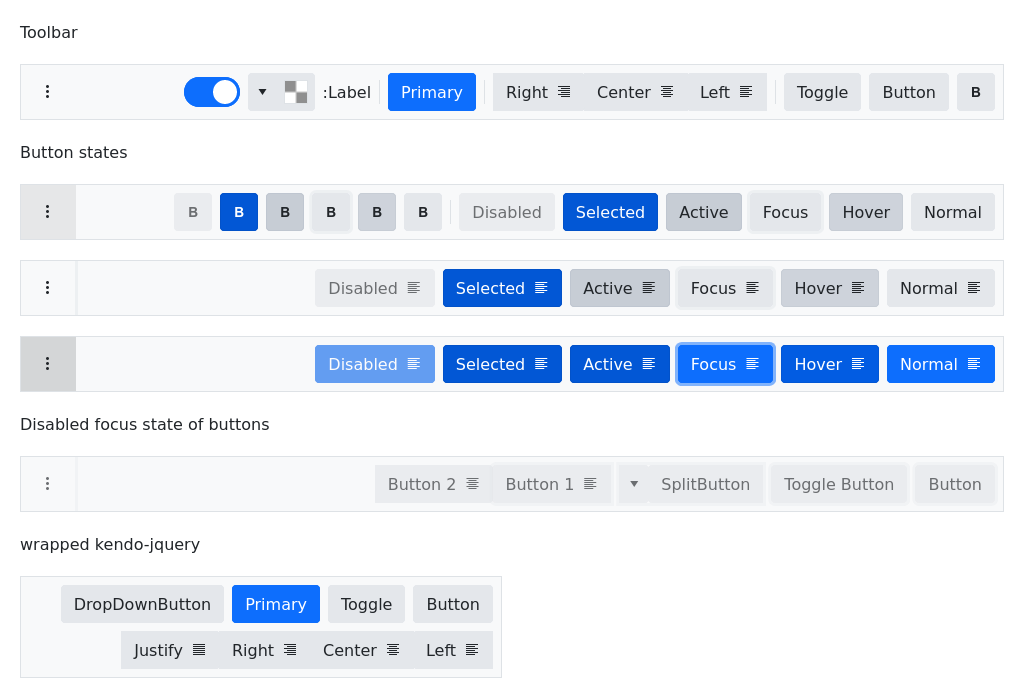 Toolbar
:Label Primary Right Center Left Toggle Button B
Button states
B B B B B B Disabled Selected Active Focus Hover Normal
Disabled Selected Active Focus Hover Normal
Disabled Selected Active Focus Hover Normal
Disabled focus state of buttons
Button 2 Button 1 SplitButton Toggle Button Button
wrapped kendo-jquery
DropDownButton Primary Toggle Button
Justify Right Center Left